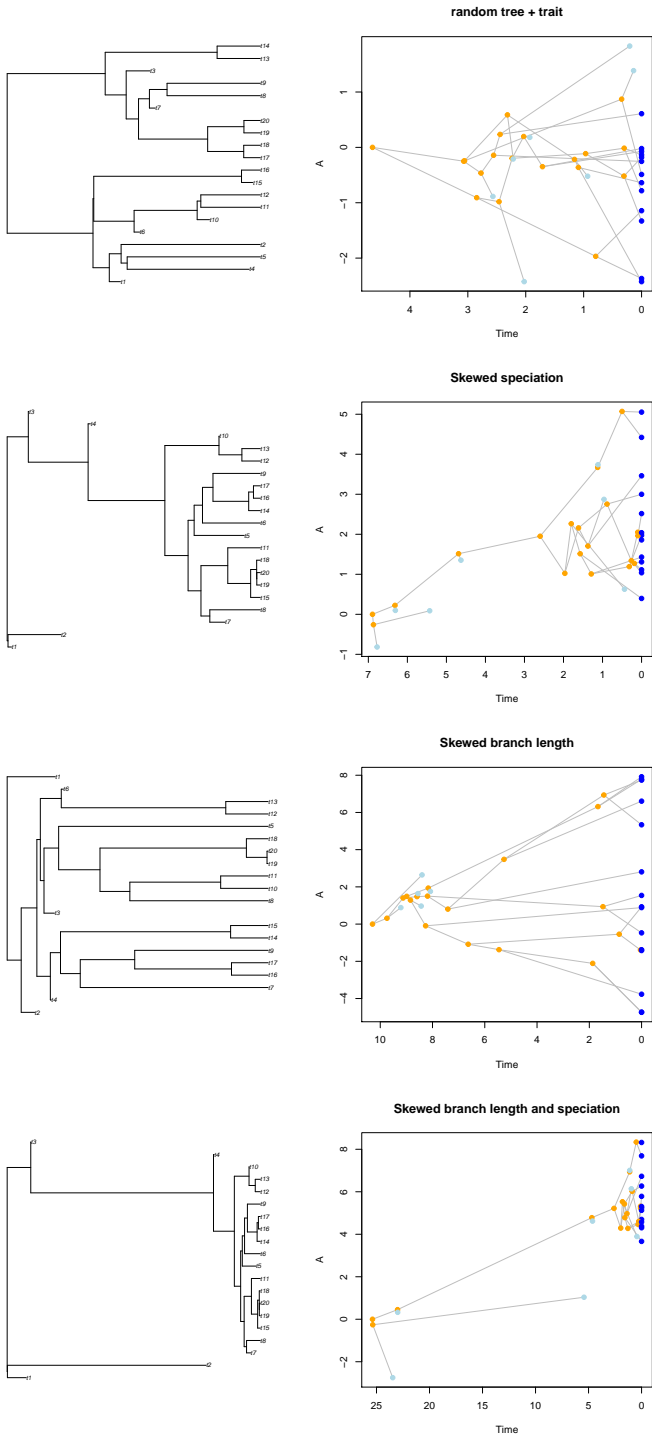 random tree + trait
t14
t13
t3
t9
t7
t8
t20
t19
t18
t17
t16
t15
t12
t11
t10
t6
t2
t5
t4
t1
A
1
0
−1
−2
4
3
2
1
0
Time
Skewed speciation
t3
t4
t10
t13
t12
t9
t17
t16
t14
t6
t5
t11
t18
t20
t19
t15
t8
t7
t2
t1
A
5
4
3
2
1
0
−1
7
6
5
4
3
2
1
0
Time
Skewed branch length
t1
t6
t13
t12
t5
t18
t20
t19
t11
t10
t8
t3
t15
t14
t9
t17
t16
t7
t4
t2
A
8
6
4
2
0
−2
−4
10
8
6
4
2
0
Time
Skewed branch length and speciation
t3
t4
t10
t13
t12
t9
t17
t16
t14
t6
t5
t11
t18
t20
t19
t15
t8
t7
t2
t1
A
8
6
4
2
0
−2
25
20
15
10
5
0
Time